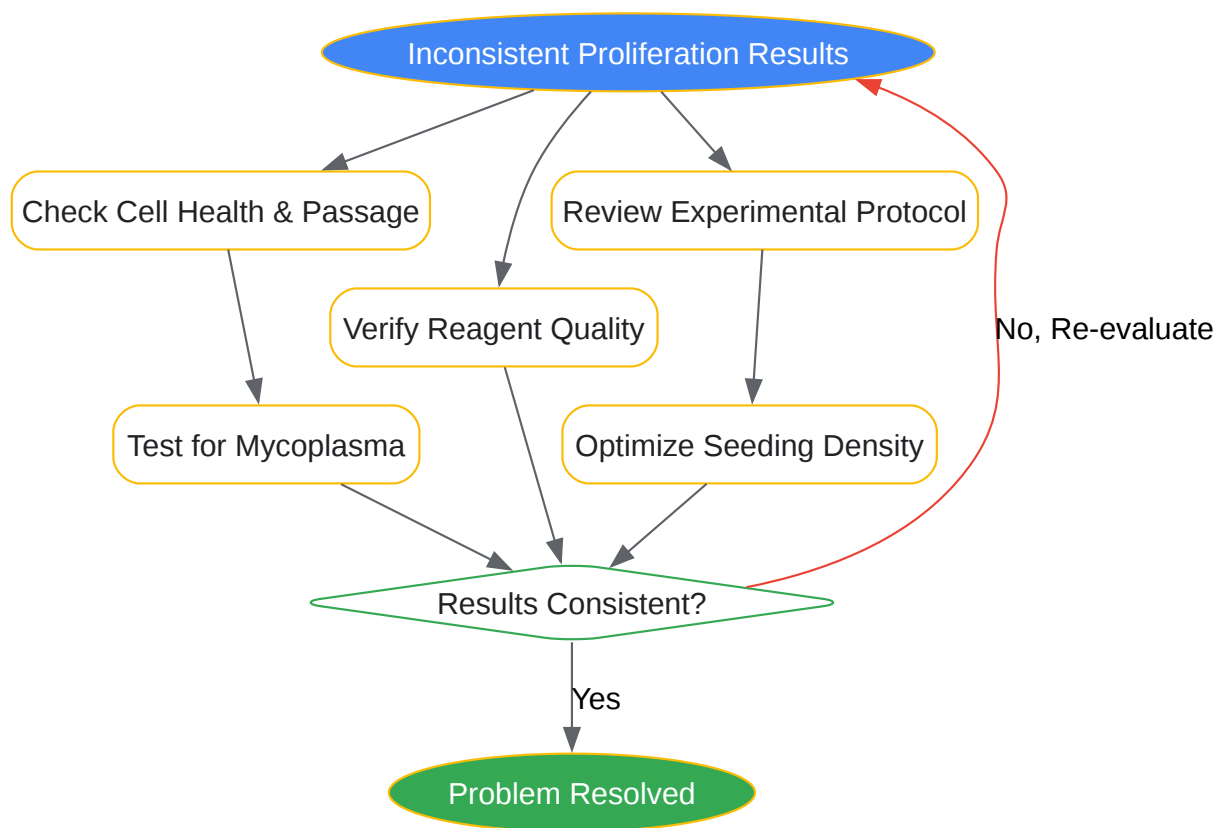 Inconsistent Proliferation Results
Check Cell Health & Passage
Review Experimental Protocol
Verify Reagent Quality
No, Re-evaluate
Test for Mycoplasma
Optimize Seeding Density
Results Consistent?
Yes
Problem Resolved